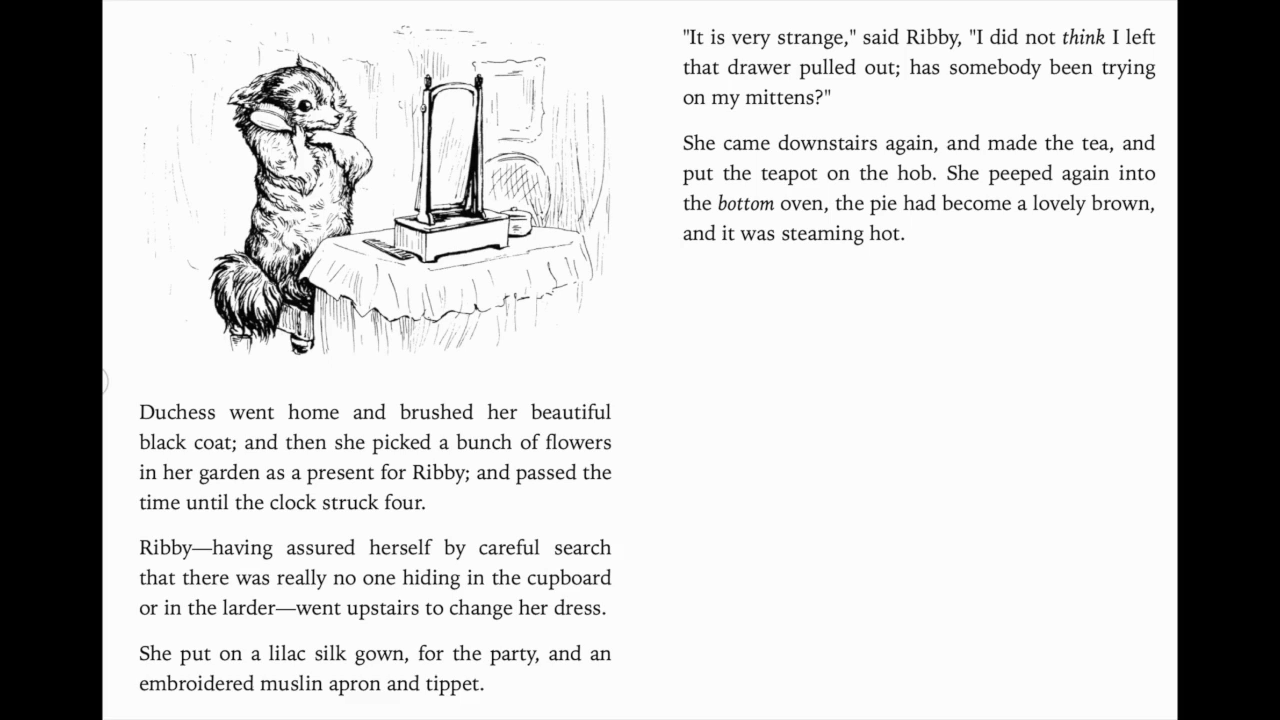 Duchess went home and brushed her beautiful
black coat; and then she picked a bunch of flowers
in her garden as a present for Ribby; and passed the
time until the clock struck four.
Ribby—having assured herself by careful search
that there was really no one hiding in the cupboard
or in the larder—went upstairs to change her dress.
She put on a lilac silk gown, for the party, and an
embroidered muslin apron and tippet.
"It is very strange," said Ribby, "I did not think I left
that drawer pulled out; has somebody been trying
on my mittens?"
She came downstairs again, and made the tea, and
put the teapot on the hob. She peeped again into
the bottom oven, the pie had become a lovely brown,
and it was steaming hot.